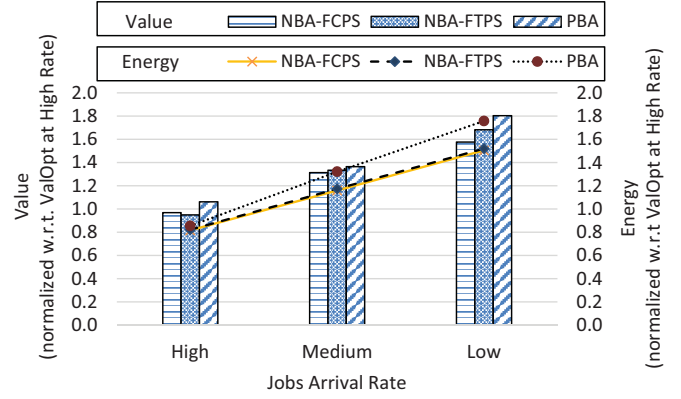 Value NBA-FCPS NBA-FTPS PBA
Energy NBA-FCPS NBA-FTPS PBA
Value
(normalized w.r.t. ValOpt at High Rate)
2.0
1.8
1.6
1.4
1.2
1.0
0.8
0.6
0.4
0.2
0.0
2.0
1.8
1.6
1.4
1.2
1.0
0.8
0.6
0.4
0.2
0.0
Energy
(normalized w.r.t ValOpt at High Rate)
High Medium Low
Jobs Arrival Rate